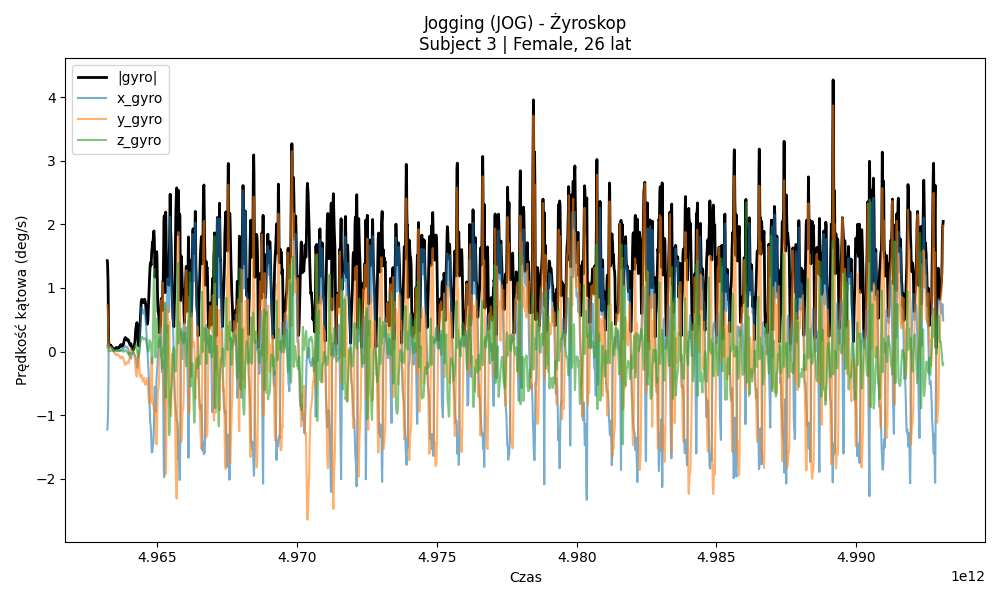 Jogging (JOG) - Żyroskop
Subject 3 | Female, 26 lat
|gyro|
x_gyro
y_gyro
z_gyro
Prędkość kątowa (deg/s)
4
3
2
1
0
−1
−2
4.965
4.970
4.975
4.980
4.985
4.990
1e12
Czas